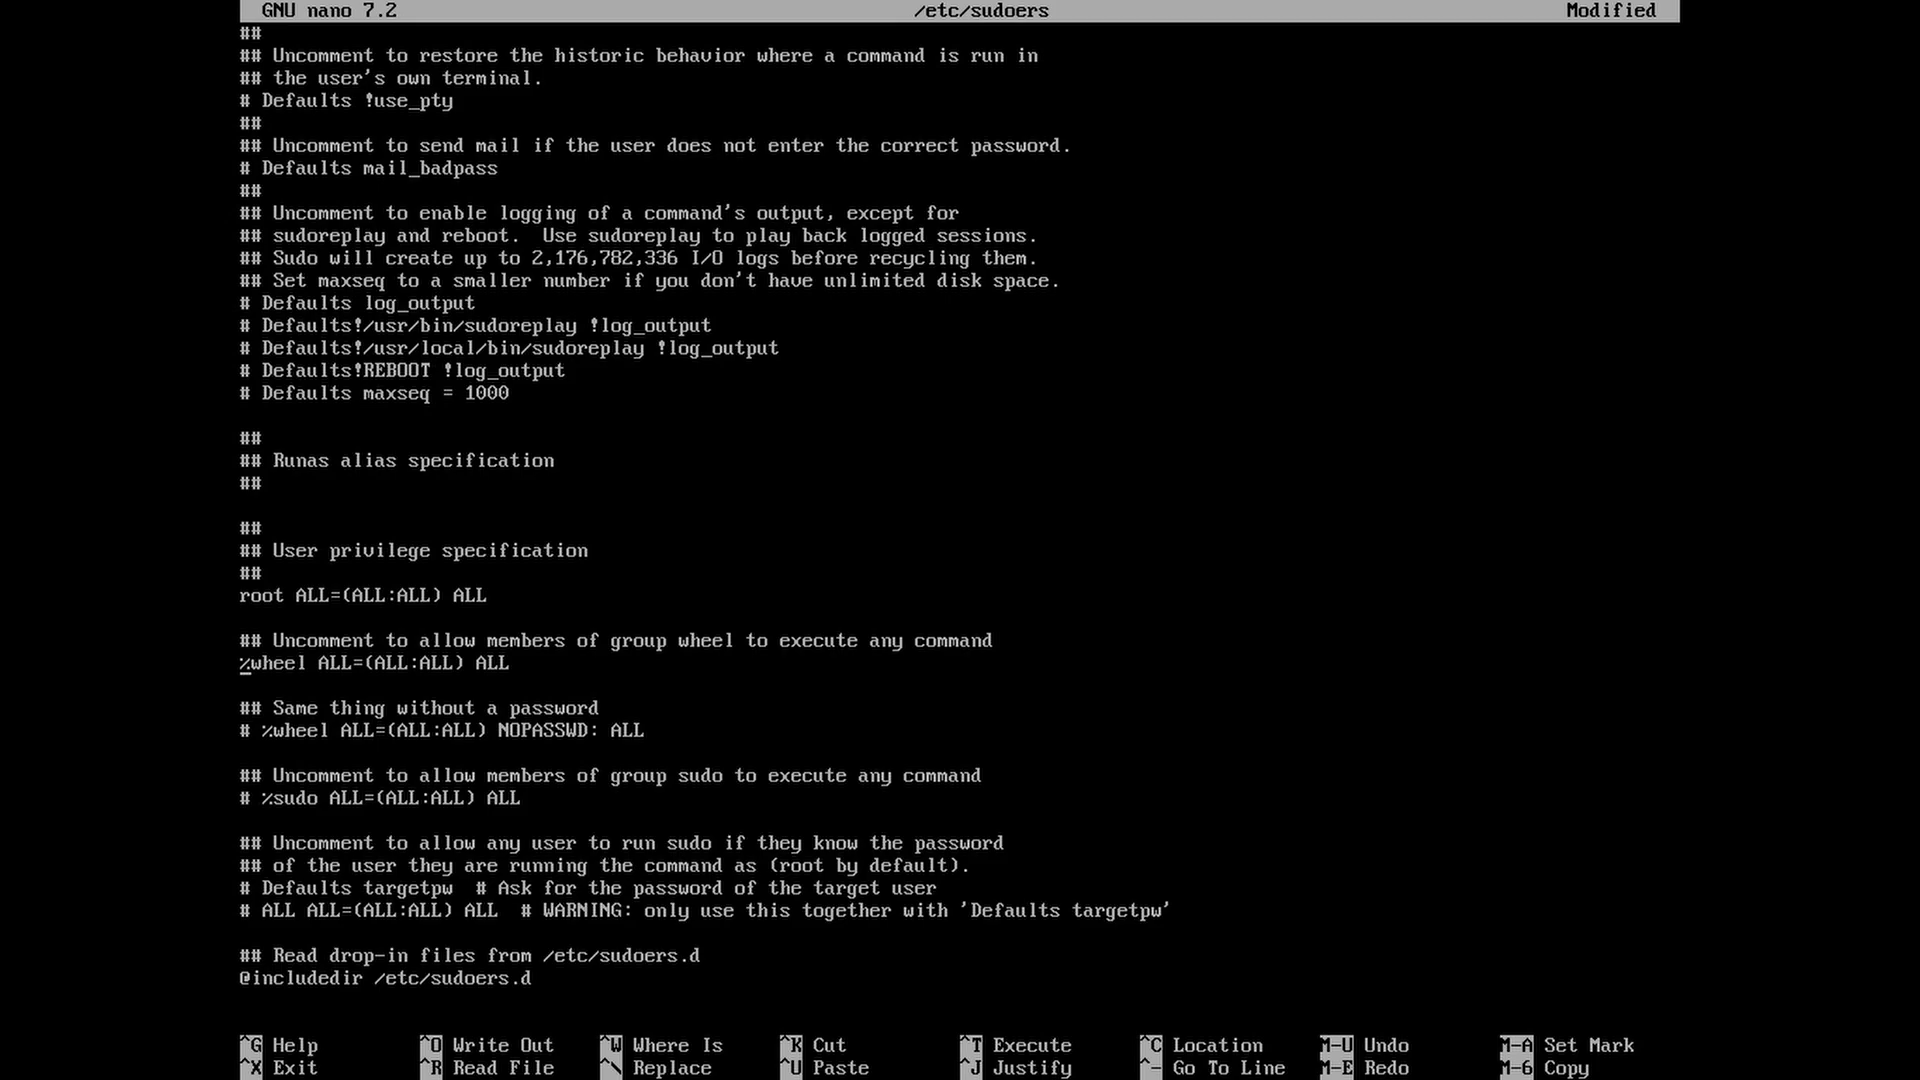 GNU nano 7.2 /etc/sudoers Modified
##
## Uncomment to restore the historic behavior where a command is run in
## the user's own terminal.
# Defaults !use_pty
##
## Uncomment to send mail if the user does not enter the correct password.
# Defaults mail_badpass
##
## Uncomment to enable logging of a command's output, except for
## sudoreplay and reboot.  Use sudoreplay to play back logged sessions.
## Sudo will create up to 2,176,782,336 I/O logs before recycling them.
## Set maxseq to a smaller number if you don't have unlimited disk space.
# Defaults log_output
# Defaults!/usr/bin/sudoreplay !log_output
# Defaults!/usr/local/bin/sudoreplay !log_output
# Defaults!REBOOT !log_output
# Defaults maxseq = 1000
##
## Runas alias specification
##
##
## User privilege specification
##
root ALL=(ALL:ALL) ALL
## Uncomment to allow members of group wheel to execute any command
%wheel ALL=(ALL:ALL) ALL
## Same thing without a password
# %wheel ALL=(ALL:ALL) NOPASSWD: ALL
## Uncomment to allow members of group sudo to execute any command
# %sudo ALL=(ALL:ALL) ALL
## Uncomment to allow any user to run sudo if they know the password
## of the user they are running the command as (root by default).
# Defaults targetpw  # Ask for the password of the target user
# ALL ALL=(ALL:ALL) ALL  # WARNING: only use this together with 'Defaults targetpw'
## Read drop-in files from /etc/sudoers.d
@includedir /etc/sudoers.d
^G Help ^O Write Out ^W Where Is ^K Cut ^T Execute ^C Location M-U Undo M-A Set Mark
^X Exit ^R Read File ^\ Replace ^U Paste ^J Justify ^- Go To Line M-E Redo M-6 Copy